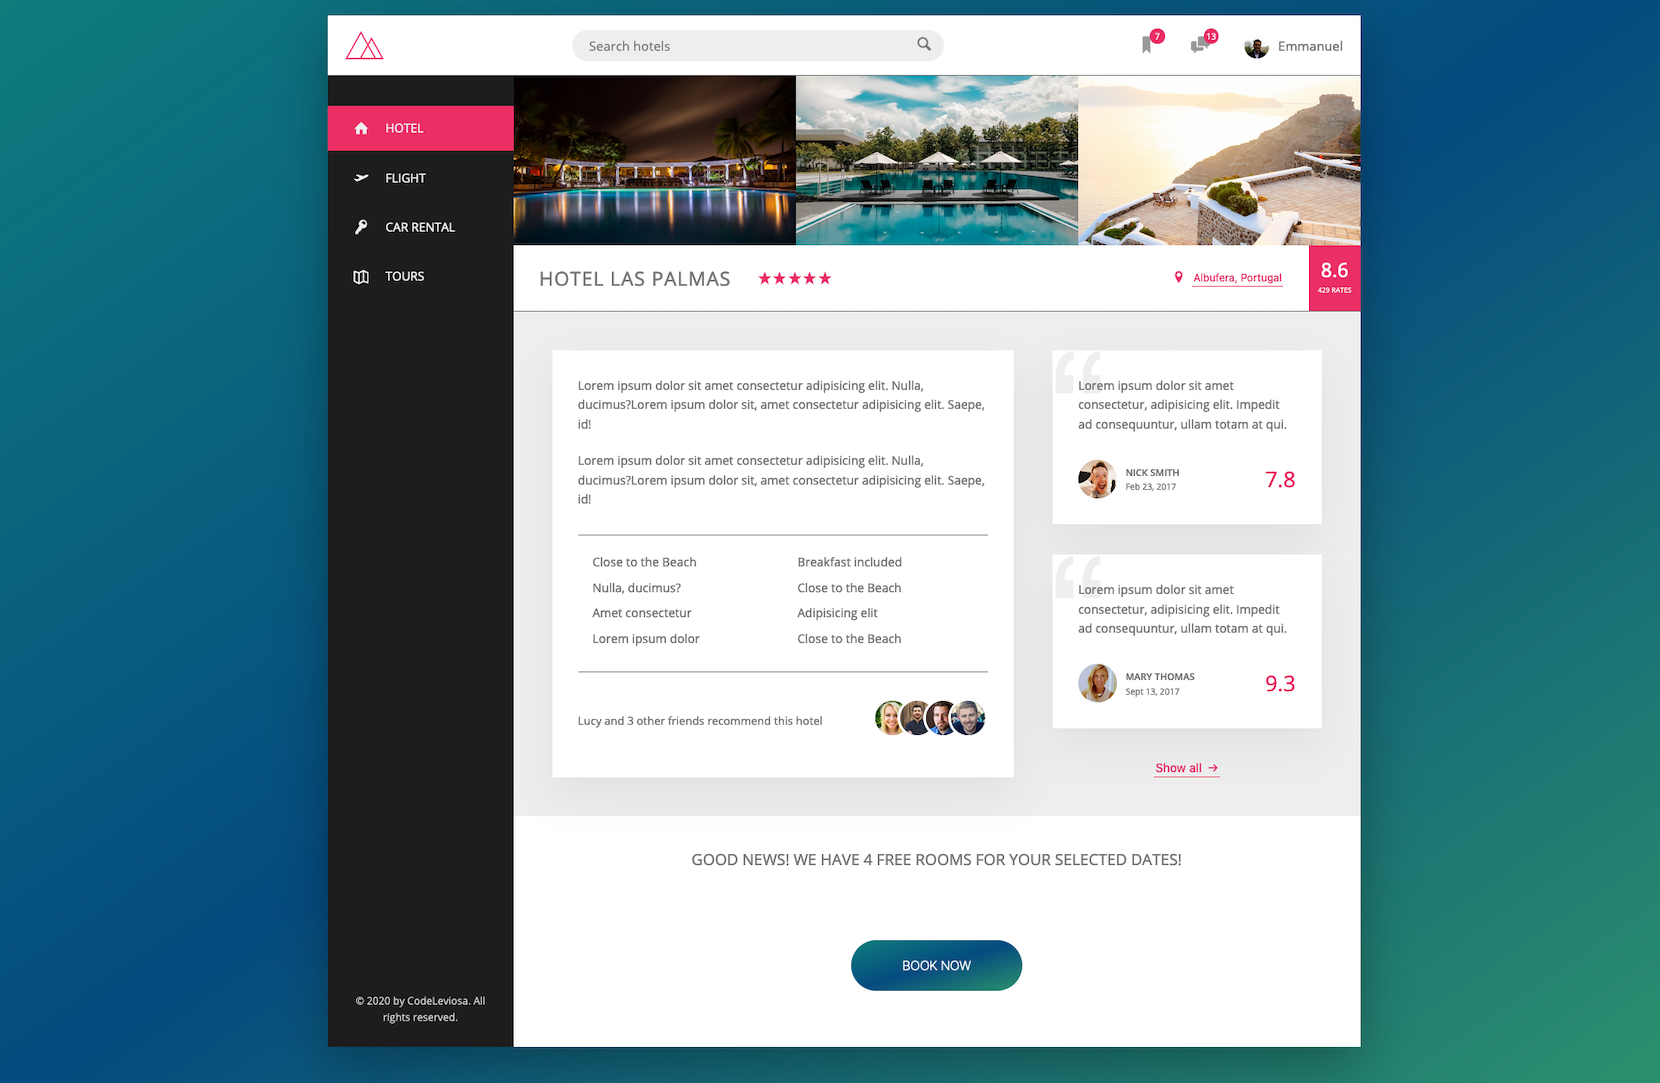 Search hotels
7
13
Emmanuel
HOTEL
FLIGHT
CAR RENTAL
TOURS
HOTEL LAS PALMAS
Albufera, Portugal
8.6
429 RATES
Lorem ipsum dolor sit amet consectetur adipisicing elit. Nulla,
ducimus?Lorem ipsum dolor sit, amet consectetur adipisicing elit. Saepe,
id!
Lorem ipsum dolor sit amet consectetur adipisicing elit. Nulla,
ducimus?Lorem ipsum dolor sit, amet consectetur adipisicing elit. Saepe,
id!
Close to the Beach
Breakfast included
Nulla, ducimus?
Close to the Beach
Amet consectetur
Adipisicing elit
Lorem ipsum dolor
Close to the Beach
Lucy and 3 other friends recommend this hotel
“
Lorem ipsum dolor sit amet
consectetur, adipisicing elit. Impedit
ad consequuntur, ullam totam at qui.
NICK SMITH
Feb 23, 2017
7.8
“
Lorem ipsum dolor sit amet
consectetur, adipisicing elit. Impedit
ad consequuntur, ullam totam at qui.
MARY THOMAS
Sept 13, 2017
9.3
Show all →
GOOD NEWS! WE HAVE 4 FREE ROOMS FOR YOUR SELECTED DATES!
BOOK NOW
© 2020 by CodeLeviosa. All
rights reserved.